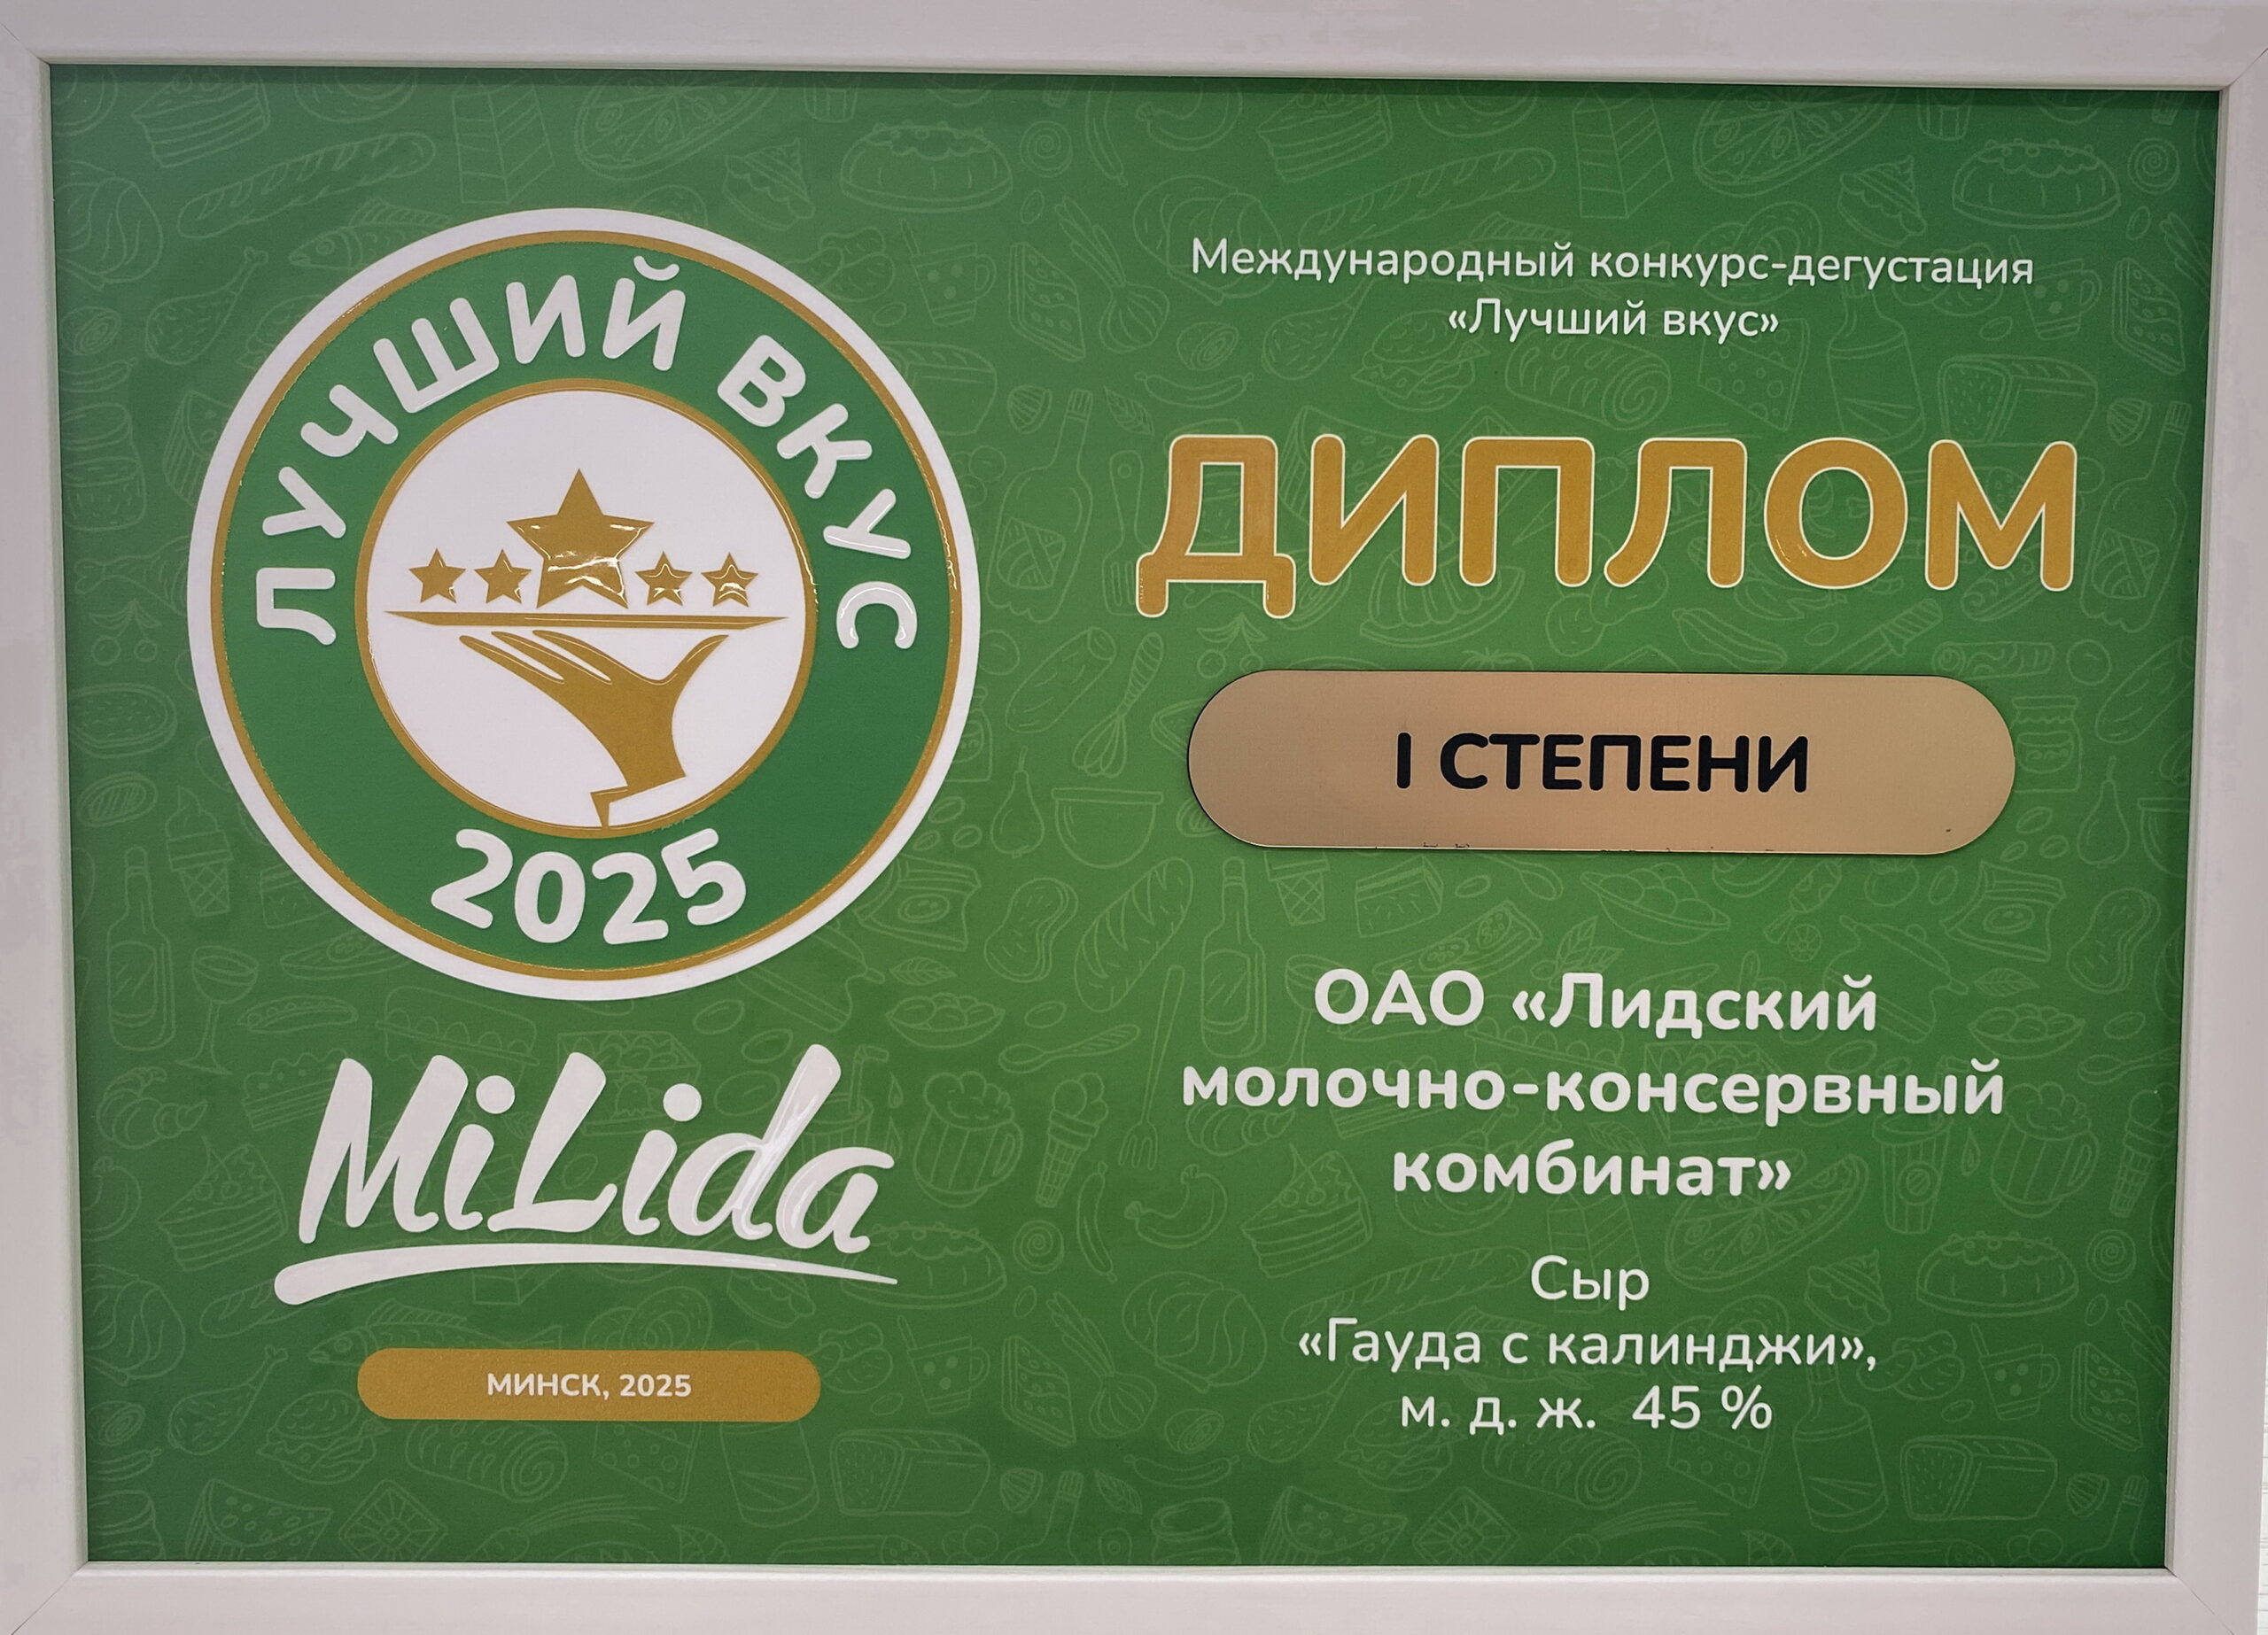 ЛУЧШИЙ ВКУС
2025
MiLida
МИНСК, 2025
Международный конкурс-дегустация
«Лучший вкус»
ДИПЛОМ
I СТЕПЕНИ
ОАО «Лидский
молочно-консервный
комбинат»
Сыр
«Гауда с калинджи»,
м. д. ж. 45 %